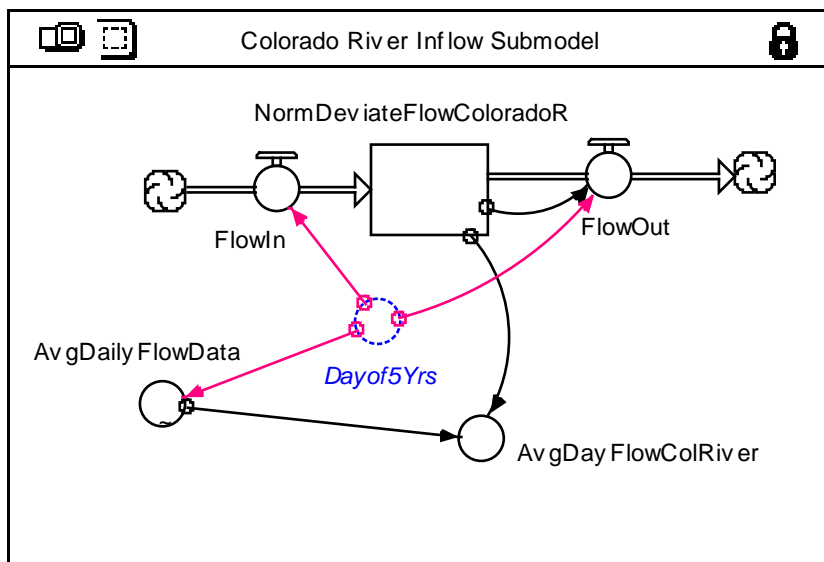 Colorado River Inflow Submodel
NormDeviateFlowColoradoR
FlowIn
FlowOut
AvgDailyFlowData
Dayof5Yrs
~
AvgDayFlowColRiver